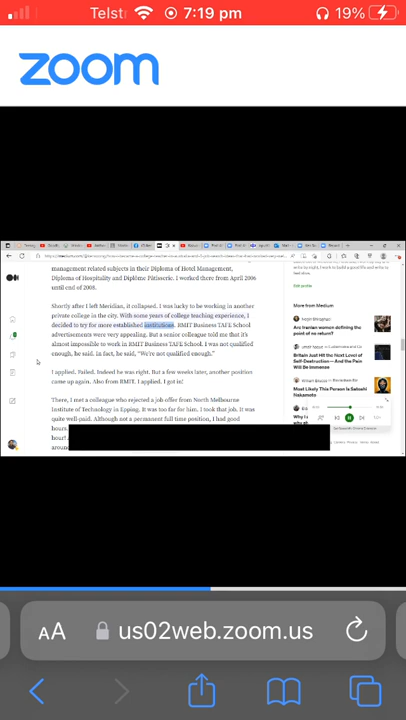 Telst 7:19 pm 19%
zoom
management related subjects in their Diploma of Hotel Management,
Diploma of Hospitality and Diplôme Pâtisserie. I worked there from April 2006
until end of 2008.
Shortly after I left Meridian, it collapsed. I was lucky to be working in another
private college in the city. With some years of college teaching experience, I
decided to try for more established institutions. RMIT Business TAFE School
advertisements were very appealing. But a senior colleague told me that it's
almost impossible to work in RMIT Business TAFE School. I was not qualified
enough, he said. in fact, he said, "We're not qualified enough."
I applied. Failed. Indeed he was right. But a few weeks later, another position
came up again. Also from RMIT. I applied. I got it!
There, I met a colleague who rejected a job offer from North Melbourne
Institute of Technology in Epping. It was too far for him. I took that job. It was
quite well-paid. Although not a permanent full time position, I had good
hours.
hour!
around
Edit profile
More from Medium
Are Iranian women defining the
point of no return?
Britain Just Hit the Next Level of
Self-Destruction—And the Pain
Will Be Immense
Most Likely This Person Is Satoshi
Nakamoto
AA us02web.zoom.us